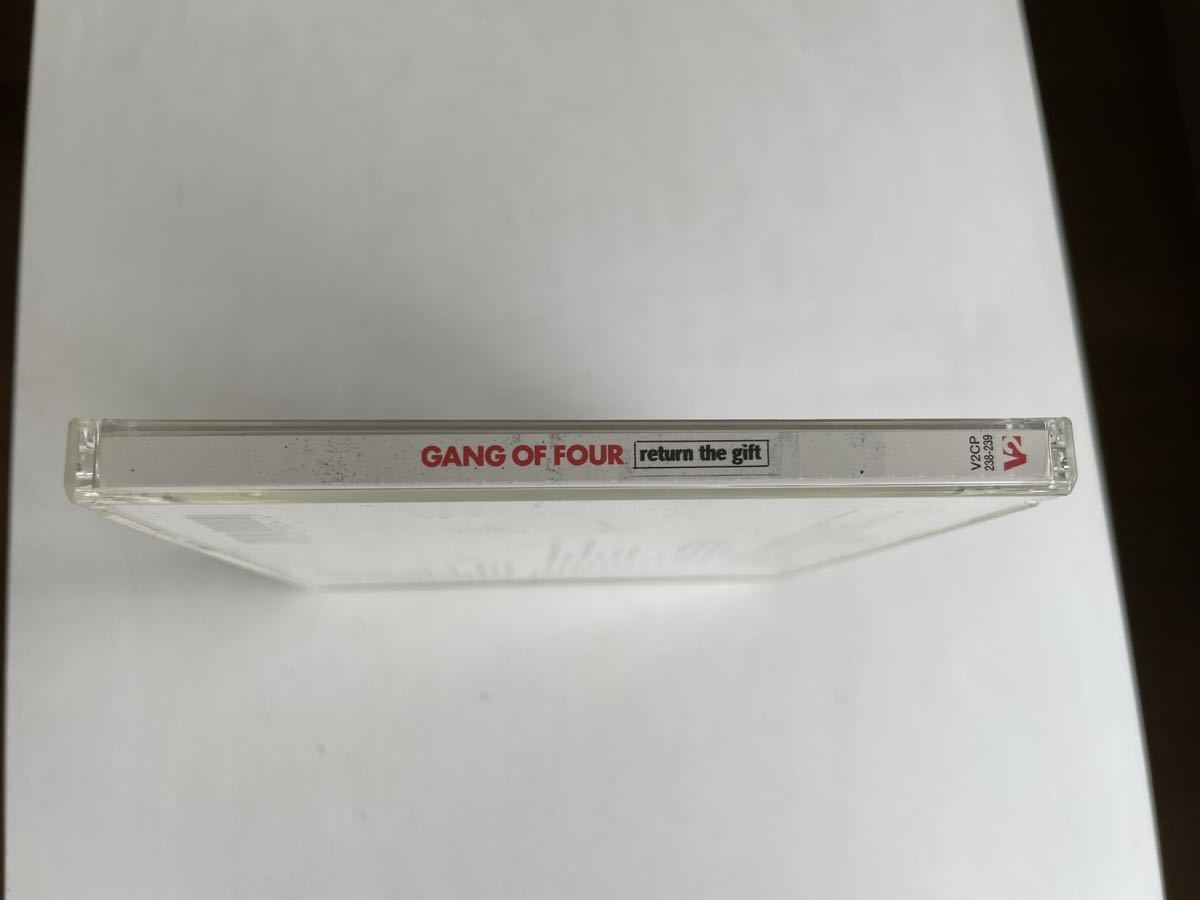 GANG OF FOUR return the gift
V2CP
238-239
V2